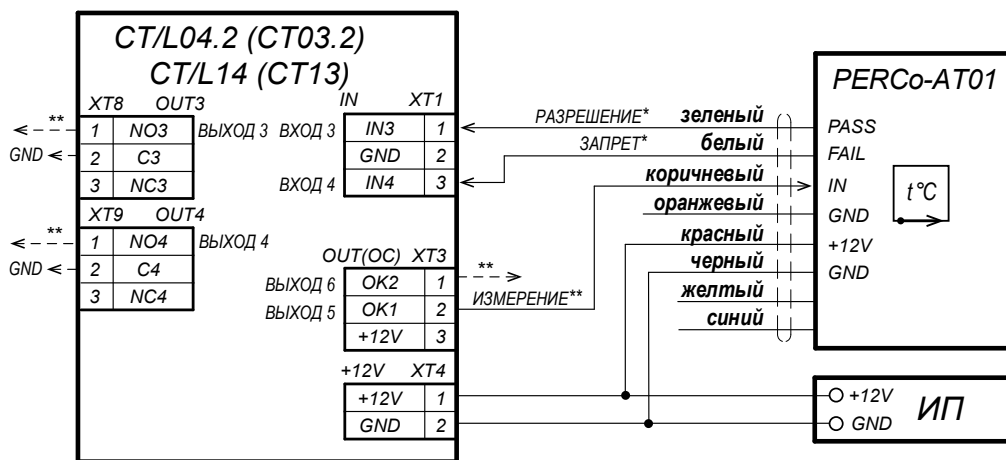 CT/L04.2 (CT03.2)
CT/L14 (CT13)
XT8 OUT3
1 NO3 ВЫХОД 3
2 C3
3 NC3
**
GND
XT9 OUT4
1 NO4 ВЫХОД 4
2 C4
3 NC4
**
GND
IN XT1
ВХОД 3 IN3 1
GND 2
ВХОД 4 IN4 3
OUT(OC) XT3
ВЫХОД 6 OK2 1
ВЫХОД 5 OK1 2
+12V 3
+12V XT4
+12V 1
GND 2
РАЗРЕШЕНИЕ* зеленый
ЗАПРЕТ* белый
коричневый
оранжевый
красный
черный
**
ИЗМЕРЕНИЕ** желтый
синий
PERCo-AT01
PASS
FAIL
IN
GND
+12V
GND
t°C
+12V
GND
ИП